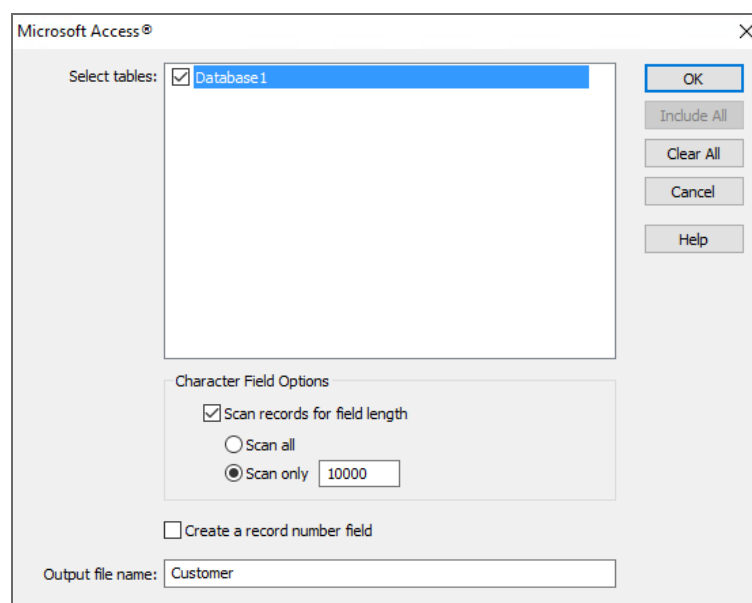 Microsoft Access®
Select tables:
Database1
OK
Include All
Clear All
Cancel
Help
Character Field Options
Scan records for field length
Scan all
Scan only 10000
Create a record number field
Output file name: Customer